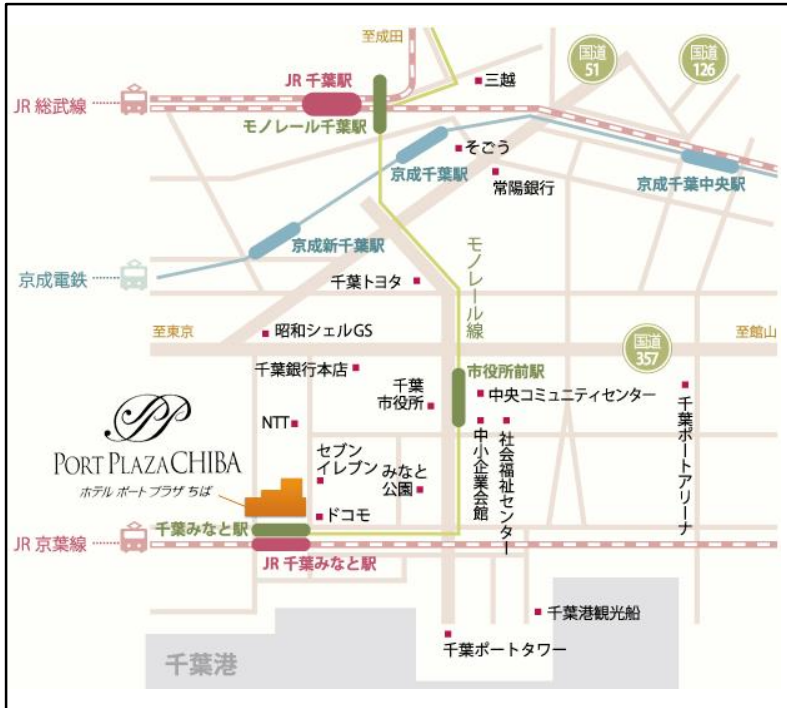 至成田
国道
51
国道
126
JR 千葉駅
三越
JR 総武線
モノレール千葉駅
そごう
京成千葉駅
常陽銀行
京成千葉中央駅
京成新千葉駅
モノレール線
京成電鉄
千葉トヨタ
至東京
昭和シェルGS
国道
357
至館山
千葉銀行本店
市役所前駅
千葉
市役所
中央コミュニティセンター
千葉ポートアリーナ
NTT
中小企業会館
社会福祉センター
PORT PLAZA CHIBA
ホテル ポート プラザ ちば
セブン
イレブン
みなと
公園
ドコモ
千葉みなと駅
JR 京葉線
JR 千葉みなと駅
千葉港観光船
千葉港
千葉ポートタワー